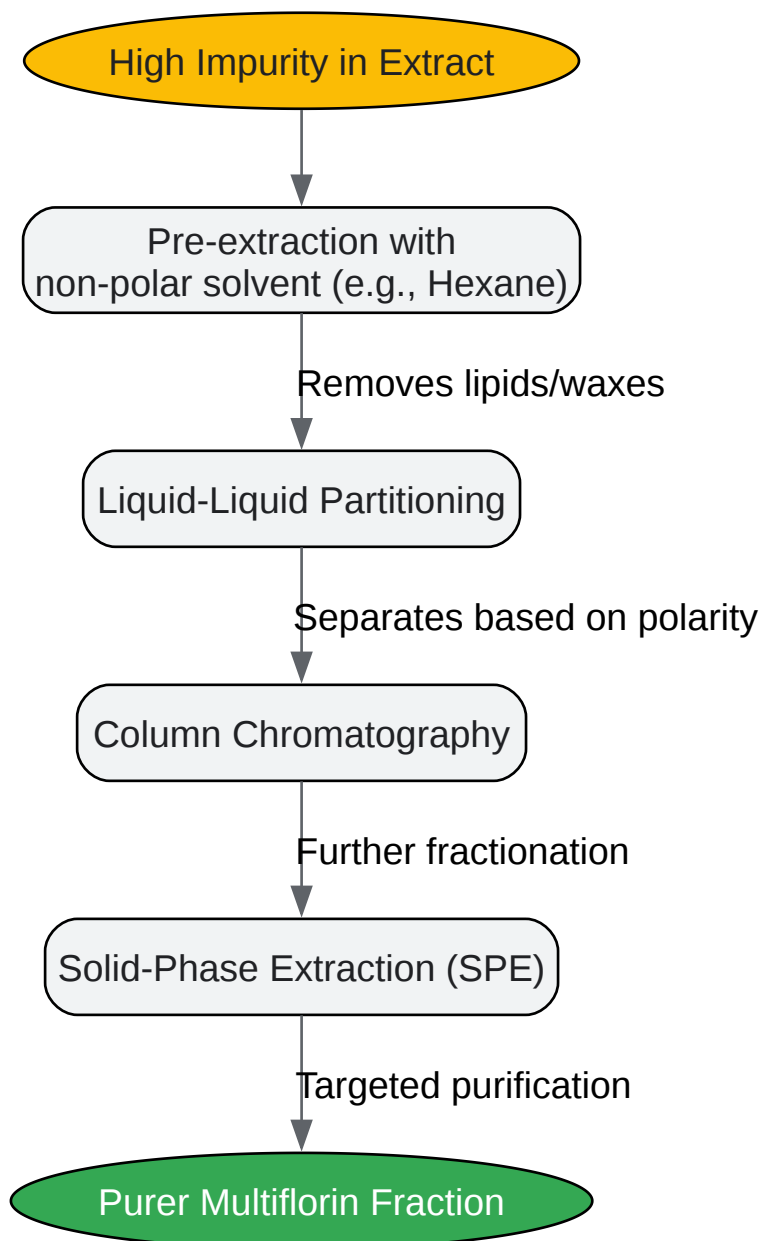 High Impurity in Extract
Pre-extraction with
non-polar solvent (e.g., Hexane)
Removes lipids/waxes
Liquid-Liquid Partitioning
Separates based on polarity
Column Chromatography
Further fractionation
Solid-Phase Extraction (SPE)
Targeted purification
Purer Multiflorin Fraction